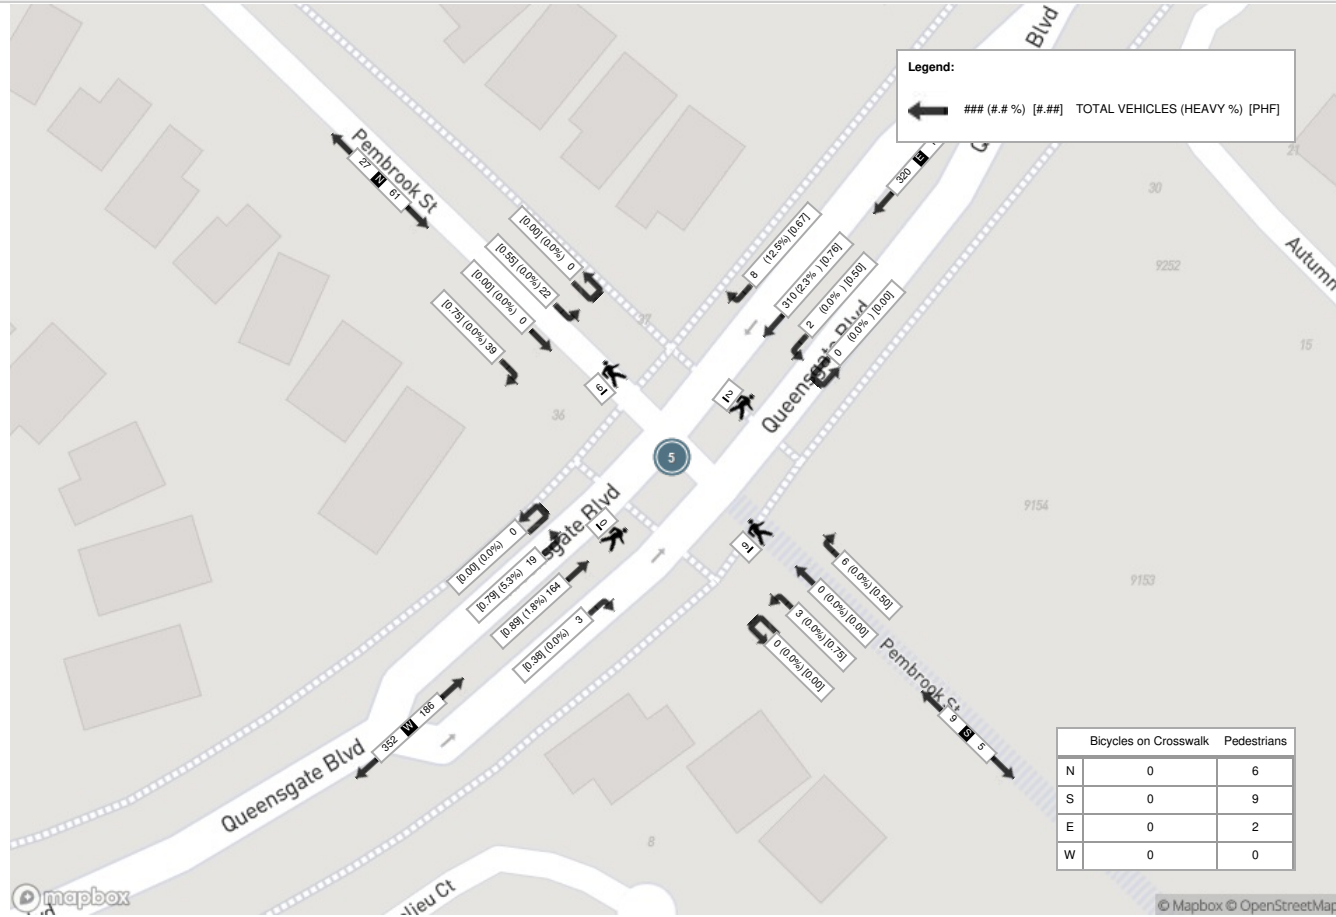 Blvd
Legend:
### (#.# %) [#.##] TOTAL VEHICLES (HEAVY %) [PHF]
21
Pembrook St
27 N 61
320 E
30
[0.00] (0.0%) 0
[0.55] (0.0%) 22
[0.00] (0.0%) 0
[0.75] (0.0%) 39
8 (12.5%) [0.67]
310 (2.3% ) [0.76]
2 (0.0% ) [0.50]
0 (0.0% ) [0.00]
Autumn
9252
37
15
Queensgate Blvd
6
2
36
5
9154
[0.00] (0.0%) 0
[0.79] (5.3%) 19
[0.89] (1.8%) 164
[0.38] (0.0%) 3
sgate Blvd
0
9
6 (0.0%) [0.50]
0 (0.0%) [0.00]
3 (0.0%) [0.75]
0 (0.0%) [0.00]
9153
Pembrook St
352 W 186
9 S 5
Queensgate Blvd
Bicycles on Crosswalk Pedestrians
N 0 6
S 0 9
E 0 2
W 0 0
8
mapbox
lieu Ct
© Mapbox © OpenStreetMap